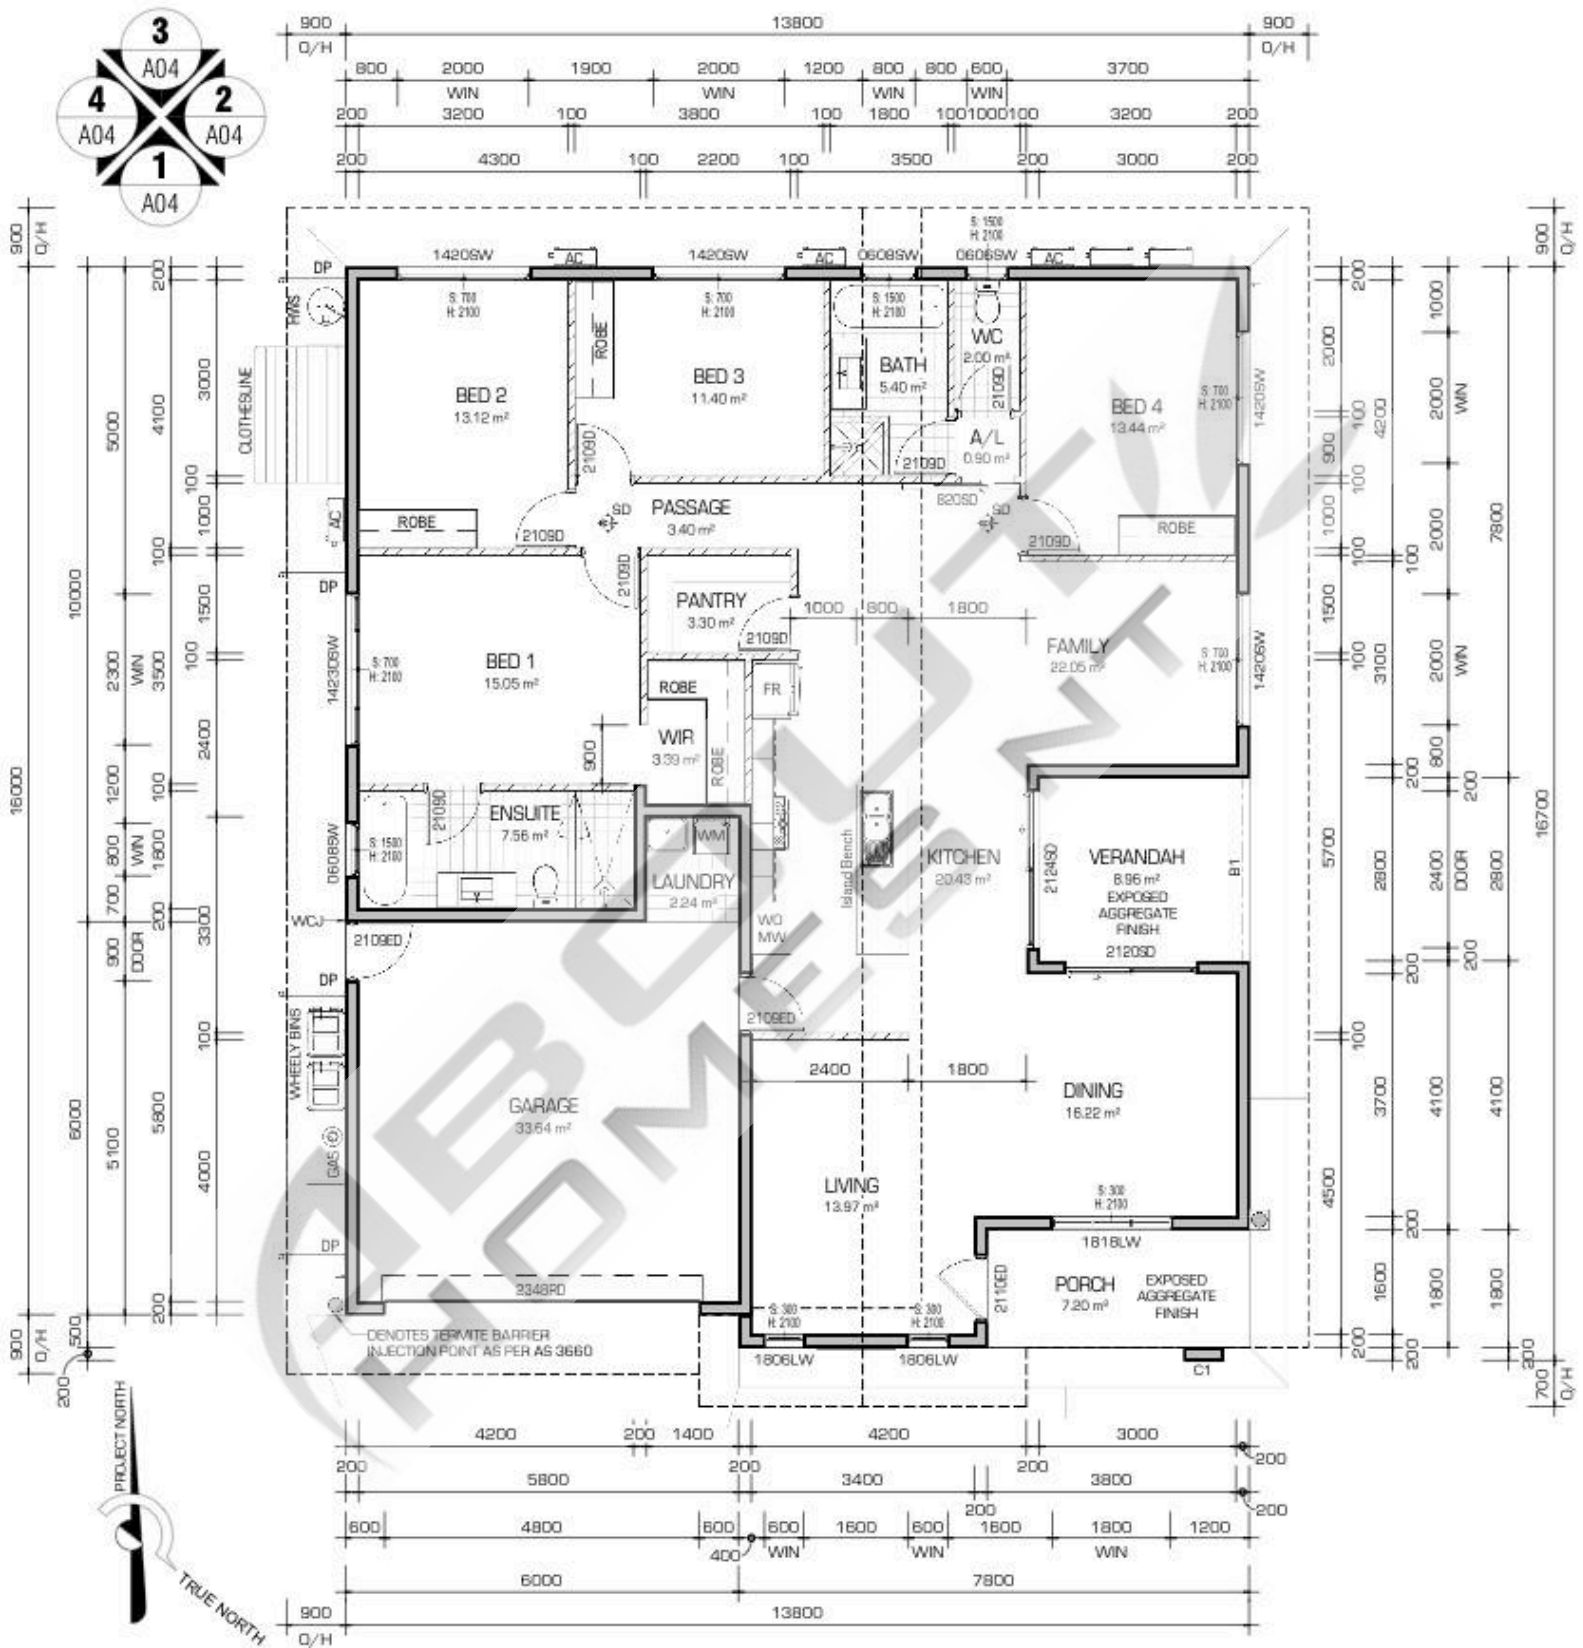 900 13800 900
O/H O/H
800 2000 1900 2000 1200 800 800 600 3700
WIN WIN WIN WIN
200 3200 100 3800 100 1800 100 1000 100 3200 200
200 4300 100 2200 100 3500 200 3000 200
3
A04
4
A04
2
A04
1
A04
S: 1500
H: 2100
1420SW AC 1420SW AC 0608SW 0606SW AC
DP
HWS
S: 700
H: 2100
S: 700
H: 2100
S: 1500
H: 2100
ROBE
WC
2.00 m²
2109D
BATH
5.40 m²
BED 2
13.12 m²
BED 3
11.40 m²
BED 4
13.44 m²
S: 700
H: 2100
1420SW
CLOTHESLINE
A/L
0.90 m²
2109D
2109D
820SD
AC
ROBE
2109D
SD
PASSAGE
3.40 m²
SD
2109D
ROBE
DP
2109D
PANTRY
3.30 m²
2109D
1000 800 1800
FAMILY
22.05 m²
S: 700
H: 2100
1420SW
1423DSW
S: 700
H: 2100
BED 1
15.05 m²
ROBE
FR
WIR
3.39 m²
ROBE
900
ABOUT
HOMES NT
2109D
ENSUITE
7.56 m²
0608SW
S: 1500
H: 2100
WM
LAUNDRY
2.24 m²
Island Bench
KITCHEN
20.43 m²
2124SD
VERANDAH
8.96 m²
EXPOSED
AGGREGATE
FINISH
2120SD
B1
WO
MW
WCJ
2109ED
DP
2109ED
WHEELY BINS
2400 1800
GARAGE
33.64 m²
DINING
16.22 m²
GAS
LIVING
13.97 m²
S: 300
H: 2100
1818LW
DP
2348RD
2110ED
PORCH
7.20 m²
EXPOSED
AGGREGATE
FINISH
S: 300
H: 2100
S: 300
H: 2100
DENOTES TERMITE BARRIER
INJECTION POINT AS PER AS 3660
1806LW 1806LW
C1
900
O/H
16000
900
O/H
10000
6000
500
200
5000
2300
WIN
1200
800
WIN
700
900
DOOR
5100
200
4100
100
3500
1800
200
5800
200
3000
100
1000
1500
100
2400
100
3300
100
4000
200
2000
100
900
100
1000
1500
100
5700
100
4500
200
200
4200
100
3100
200
2800
200
3700
200
1600
200
1000
2000
WIN
2000
2000
WIN
800
200
2400
DOOR
200
4100
1800
200
7800
2800
4100
1900
200
900
O/H
16700
700
O/H
4200 200 1400 4200 3000 200
200 5800 200 3400 200 3800 200
600 4800 600 400 600 1600 600 1600 1800 1200
WIN WIN WIN
6000 7800
900 13800
O/H
PROJECT NORTH
TRUE NORTH